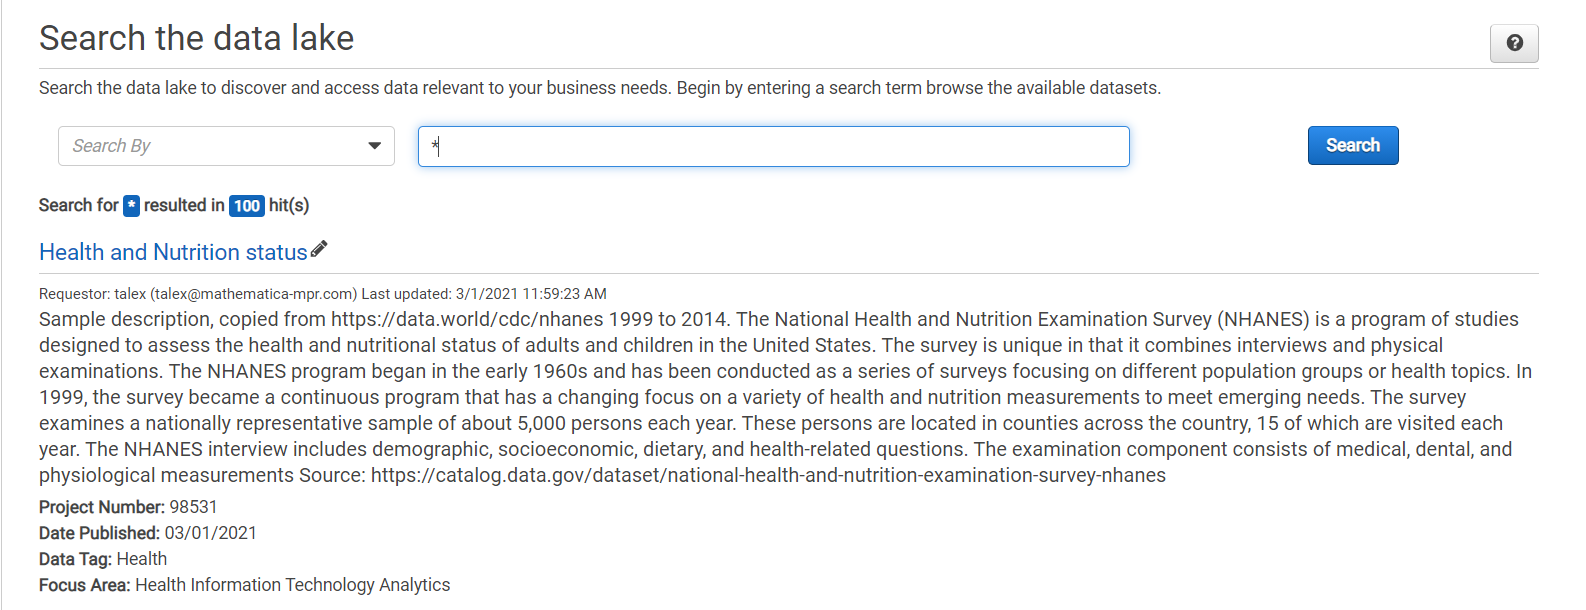 Search the data lake
Search the data lake to discover and access data relevant to your business needs. Begin by entering a search term browse the available datasets.
Search By
*
Search
Search for * resulted in 100 hit(s)
Health and Nutrition status
Requestor: talex (talex@mathematica-mpr.com) Last updated: 3/1/2021 11:59:23 AM
Sample description, copied from https://data.world/cdc/nhanes 1999 to 2014. The National Health and Nutrition Examination Survey (NHANES) is a program of studies
designed to assess the health and nutritional status of adults and children in the United States. The survey is unique in that it combines interviews and physical
examinations. The NHANES program began in the early 1960s and has been conducted as a series of surveys focusing on different population groups or health topics. In
1999, the survey became a continuous program that has a changing focus on a variety of health and nutrition measurements to meet emerging needs. The survey
examines a nationally representative sample of about 5,000 persons each year. These persons are located in counties across the country, 15 of which are visited each
year. The NHANES interview includes demographic, socioeconomic, dietary, and health-related questions. The examination component consists of medical, dental, and
physiological measurements Source: https://catalog.data.gov/dataset/national-health-and-nutrition-examination-survey-nhanes
Project Number: 98531
Date Published: 03/01/2021
Data Tag: Health
Focus Area: Health Information Technology Analytics